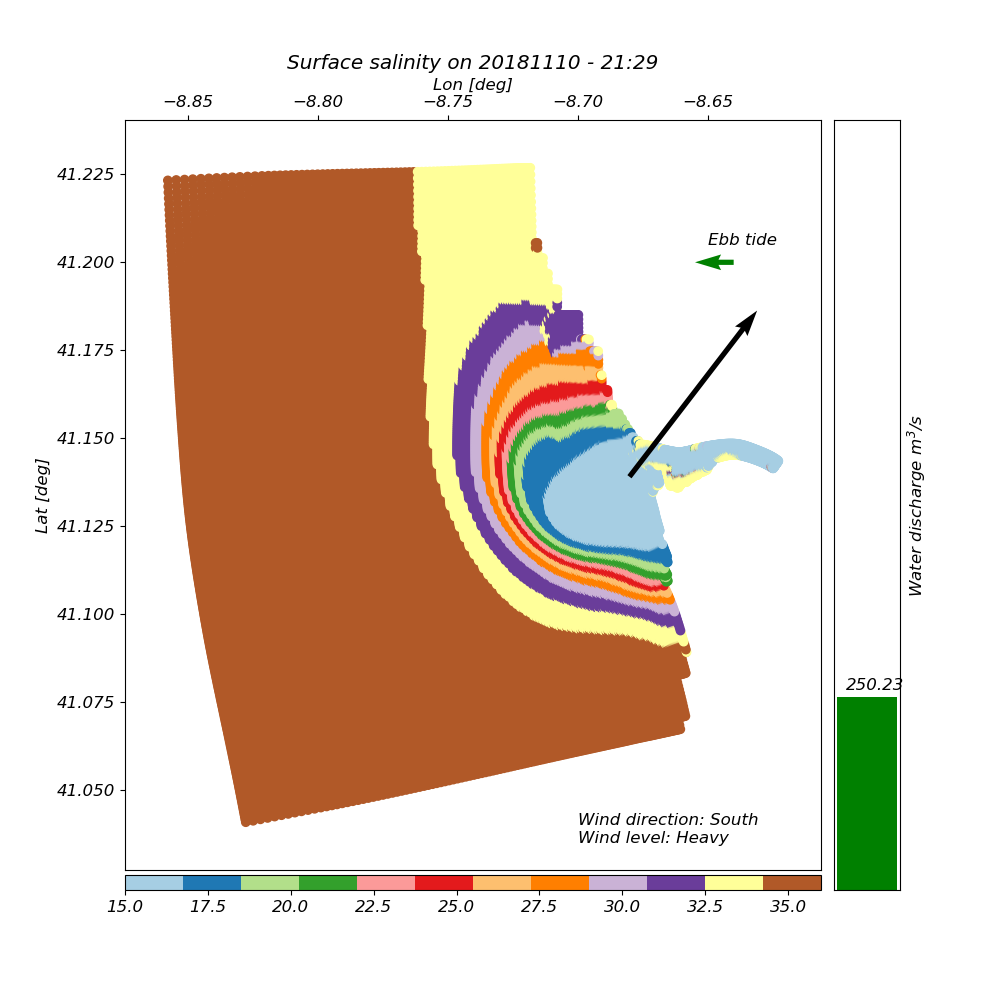 Surface salinity on 20181110 - 21:29
Lon [deg]
−8.85 −8.80 −8.75 −8.70 −8.65
41.225
41.200
41.175
41.150
41.125
41.100
41.075
41.050
Lat [deg]
Ebb tide
Wind direction: South
Wind level: Heavy
250.23
Water discharge m³/s
15.0 17.5 20.0 22.5 25.0 27.5 30.0 32.5 35.0